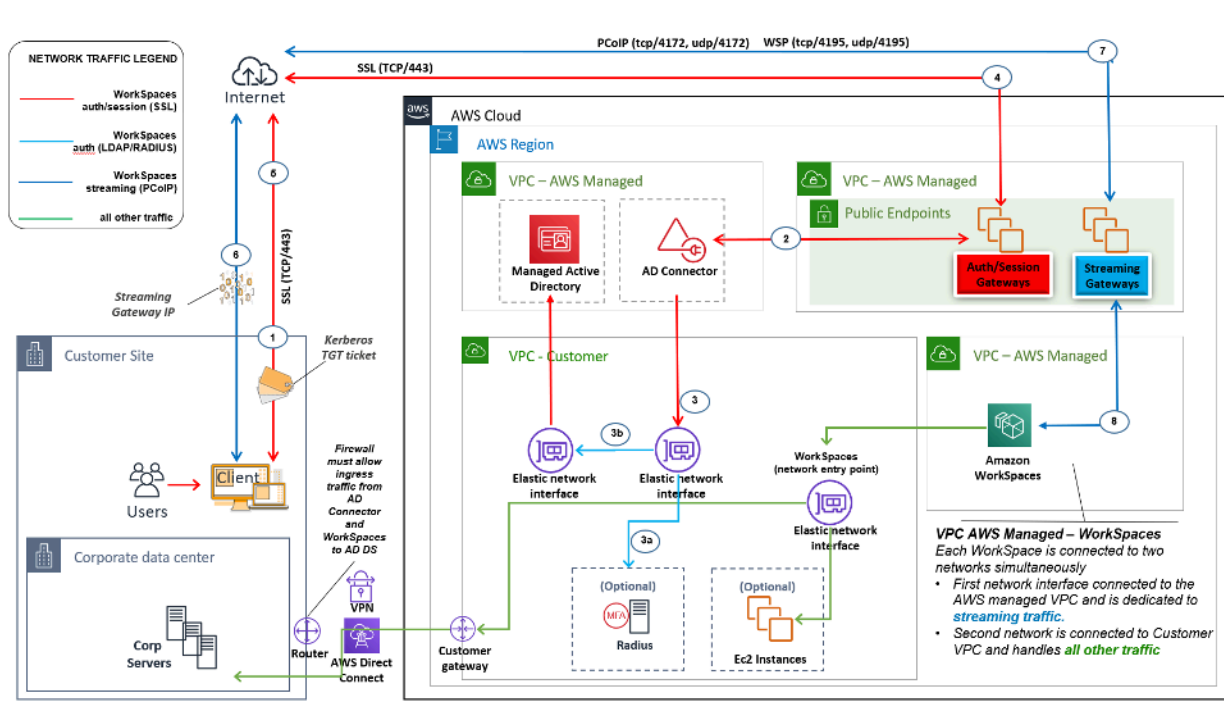 PCoIP (tcp/4172, udp/4172) WSP (tcp/4195, udp/4195)
7
NETWORK TRAFFIC LEGEND
WorkSpaces
auth/session (SSL)
WorkSpaces
auth (LDAP/RADIUS)
WorkSpaces
streaming (PCoIP)
all other traffic
Internet
SSL (TCP/443)
4
aws
AWS Cloud
AWS Region
VPC – AWS Managed
Managed Active
Directory
AD Connector
2
VPC – AWS Managed
Public Endpoints
Auth/Session
Gateways
Streaming
Gateways
5
6
SSL (TCP/443)
Streaming
Gateway IP
1
Kerberos
TGT ticket
Customer Site
Users
Client
Firewall
must allow
ingress
traffic from
AD
Connector
and
WorkSpaces
to AD DS
Corporate data center
Corp
Servers
Router
VPN
AWS Direct
Connect
Customer
gateway
VPC - Customer
3
3b
Elastic network
interface
Elastic network
interface
3a
WorkSpaces
(network entry point)
Elastic network
interface
(Optional)
MFA
Radius
(Optional)
Ec2 Instances
VPC – AWS Managed
8
Amazon
WorkSpaces
VPC AWS Managed – WorkSpaces
Each WorkSpace is connected to two
networks simultaneously
• First network interface connected to the
AWS managed VPC and is dedicated to
streaming traffic.
• Second network is connected to Customer
VPC and handles all other traffic